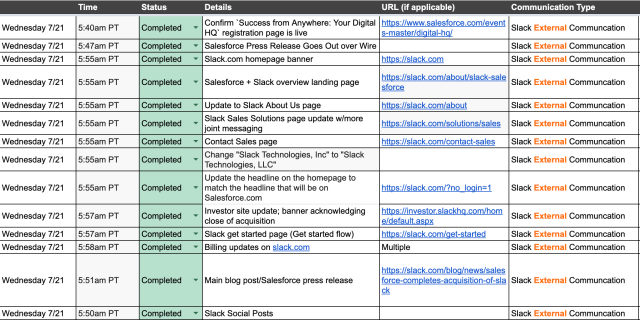 Time Status Details URL (if applicable) Communication Type
Wednesday 7/21 5:40am PT Completed Confirm `Success from Anywhere: Your Digital HQ` registration page is live https://www.salesforce.com/events-master/digital-hq/ Slack External Communcation
Wednesday 7/21 5:47am PT Completed Salesforce Press Release Goes Out over Wire Slack External Communcation
Wednesday 7/21 5:55am PT Completed Slack.com homepage banner https://slack.com Slack External Communcation
Wednesday 7/21 5:55am PT Completed Salesforce + Slack overview landing page https://slack.com/about/slack-salesforce Slack External Communcation
Wednesday 7/21 5:55am PT Completed Update to Slack About Us page https://slack.com/about Slack External Communcation
Wednesday 7/21 5:55am PT Completed Slack Sales Solutions page update w/more joint messaging https://slack.com/solutions/sales Slack External Communcation
Wednesday 7/21 5:55am PT Completed Contact Sales page https://slack.com/contact-sales Slack External Communcation
Wednesday 7/21 5:55am PT Completed Change "Slack Technologies, Inc" to "Slack Technologies, LLC" Slack External Communcation
Wednesday 7/21 5:55am PT Completed Update the headline on the homepage to match the headline that will be on Salesforce.com https://slack.com/?no_login=1 Slack External Communcation
Wednesday 7/21 5:57am PT Completed Investor site update; banner acknowledging close of acquisition https://investor.slackhq.com/home/default.aspx Slack External Communcation
Wednesday 7/21 5:57am PT Completed Slack get started page (Get started flow) https://slack.com/get-started Slack External Communcation
Wednesday 7/21 5:58am PT Completed Billing updates on slack.com Multiple Slack External Communcation
Wednesday 7/21 5:51am PT Completed Main blog post/Salesforce press release https://slack.com/blog/news/salesforce-completes-acquisition-of-slack Slack External Communcation
Wednesday 7/21 5:50am PT Completed Slack Social Posts Slack External Communcation